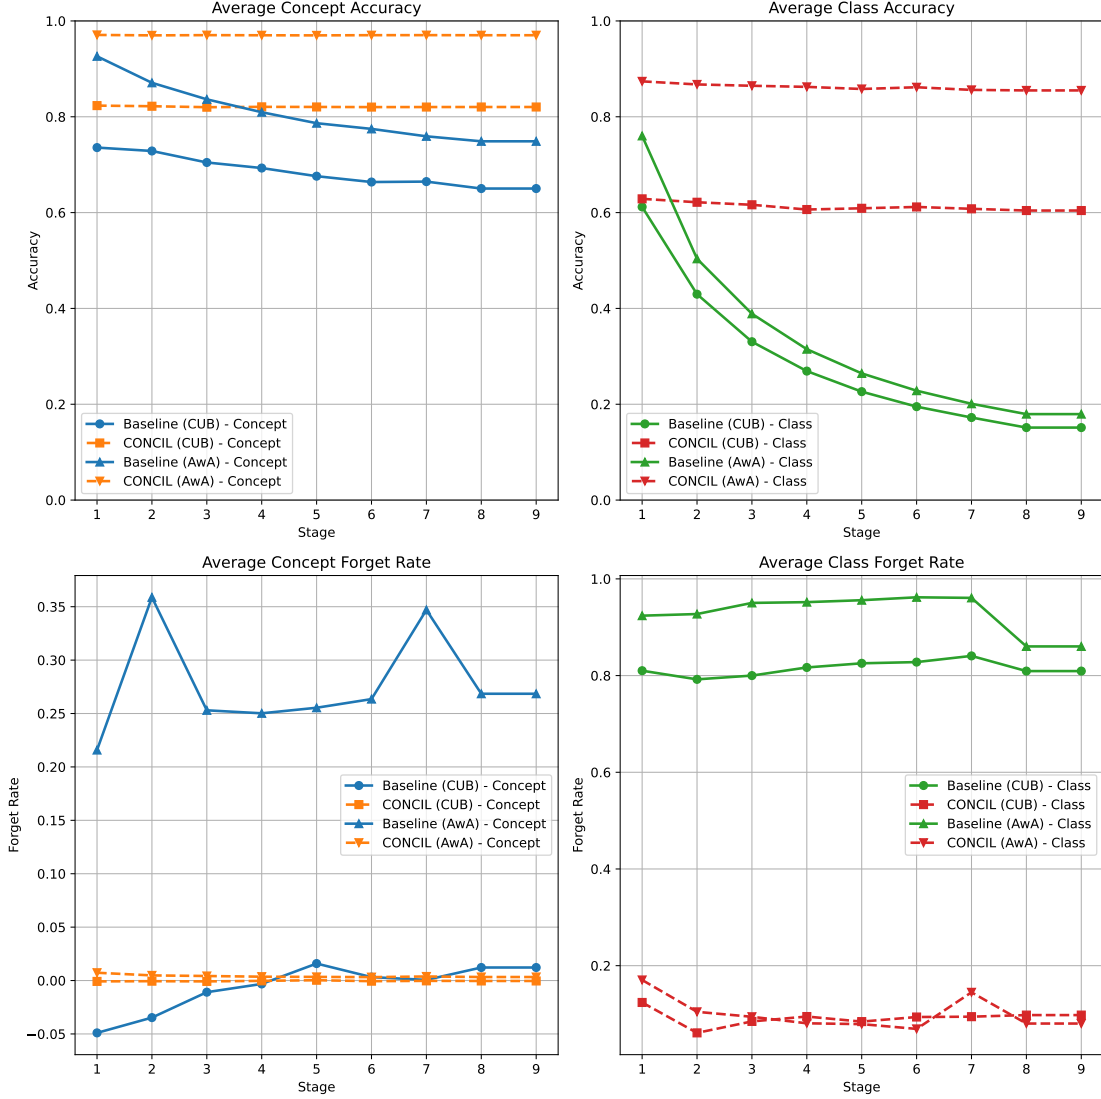 Average Concept Accuracy
Accuracy
1.0
0.8
0.6
0.4
0.2
0.0
Baseline (CUB) - Concept
CONCIL (CUB) - Concept
Baseline (AwA) - Concept
CONCIL (AwA) - Concept
1 2 3 4 5 6 7 8 9
Stage
Average Class Accuracy
Accuracy
1.0
0.8
0.6
0.4
0.2
0.0
Baseline (CUB) - Class
CONCIL (CUB) - Class
Baseline (AwA) - Class
CONCIL (AwA) - Class
1 2 3 4 5 6 7 8 9
Stage
Average Concept Forget Rate
Forget Rate
0.35
0.30
0.25
0.20
0.15
0.10
0.05
0.00
−0.05
Baseline (CUB) - Concept
CONCIL (CUB) - Concept
Baseline (AwA) - Concept
CONCIL (AwA) - Concept
1 2 3 4 5 6 7 8 9
Stage
Average Class Forget Rate
Forget Rate
1.0
0.8
0.6
0.4
0.2
Baseline (CUB) - Class
CONCIL (CUB) - Class
Baseline (AwA) - Class
CONCIL (AwA) - Class
1 2 3 4 5 6 7 8 9
Stage